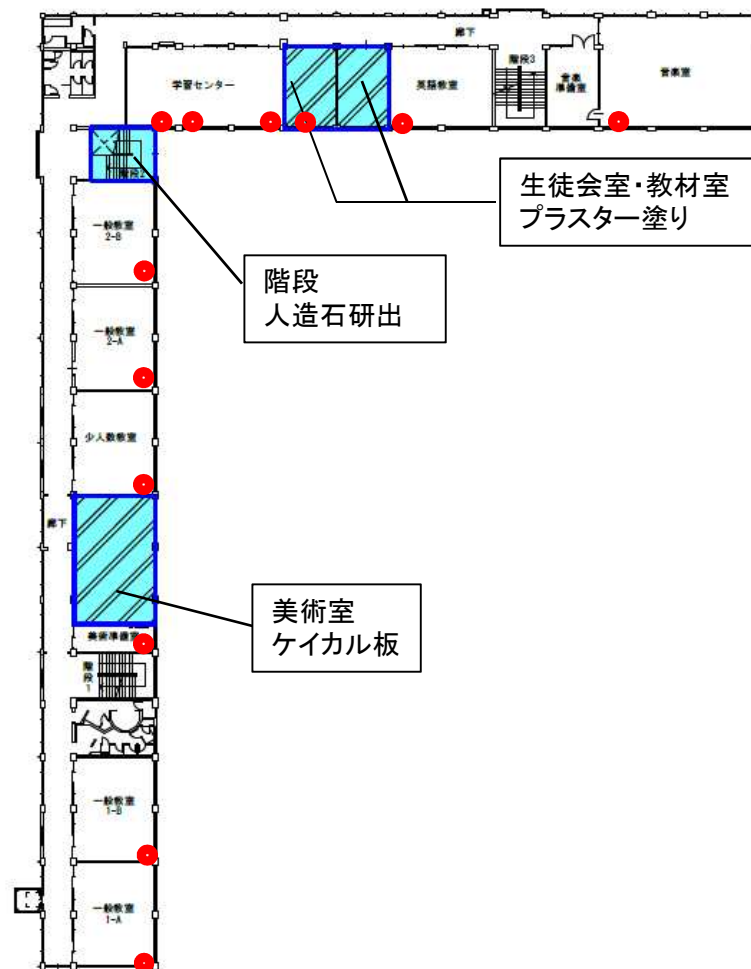 廊下
学習センター
英語教室
階段3
音楽
準備室
音楽室
生徒会室・教材室
プラスター塗り
階段2
一般教室
2-B
階段
人造石研出
一般教室
2-A
少人数教室
廊下
美術室
ケイカル板
美術準備室
階段1
一般教室
1-B
一般教室
1-A